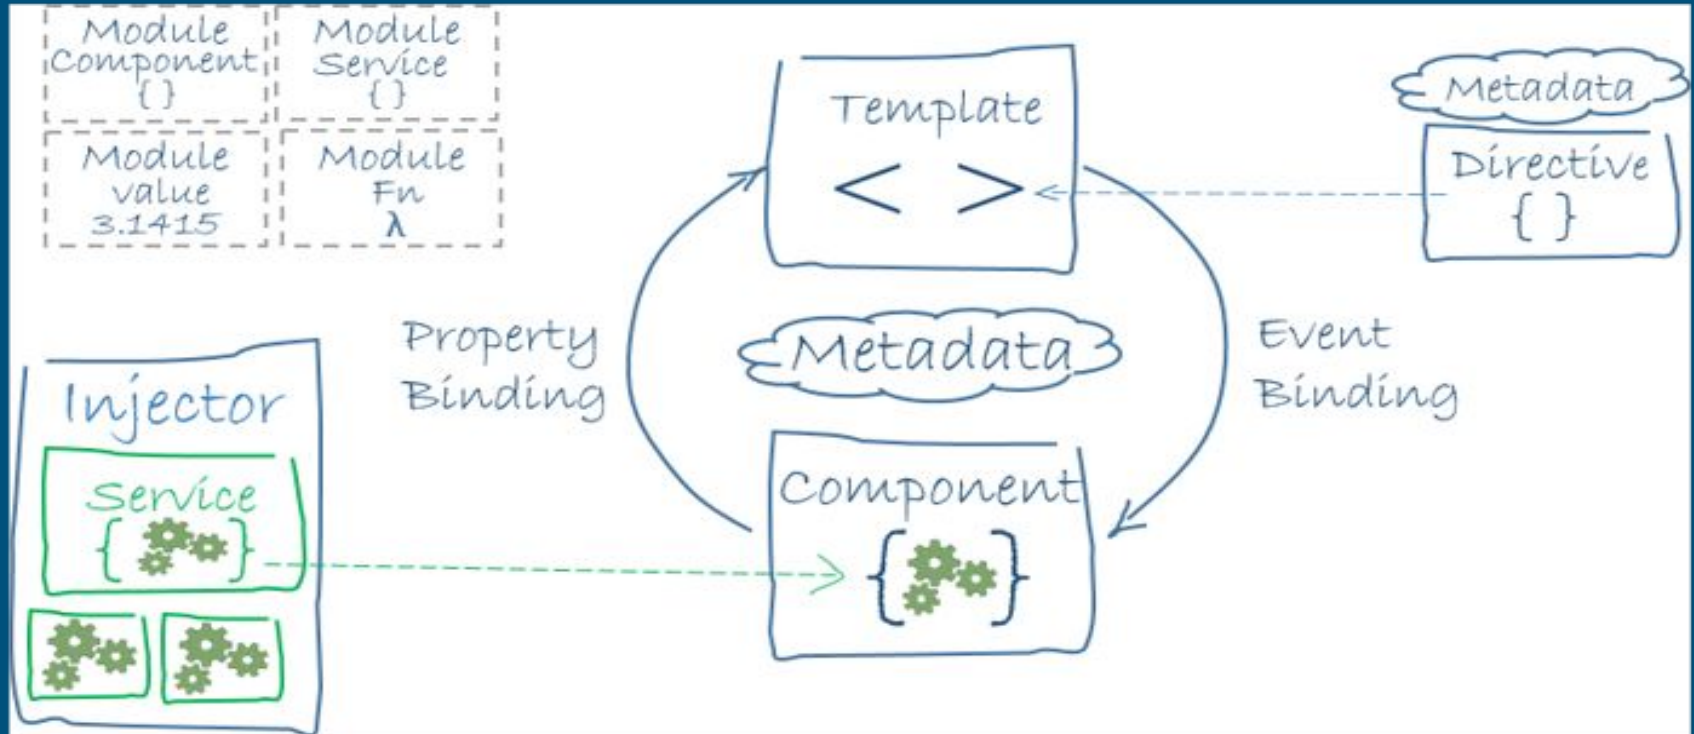 Module
Component
{ }
Module
Service
{ }
Module
value
3.1415
Module
Fn
λ
Template
< >
Metadata
Directive
{ }
Property
Binding
Metadata
Event
Binding
Injector
Service
{ }
Component
{ }